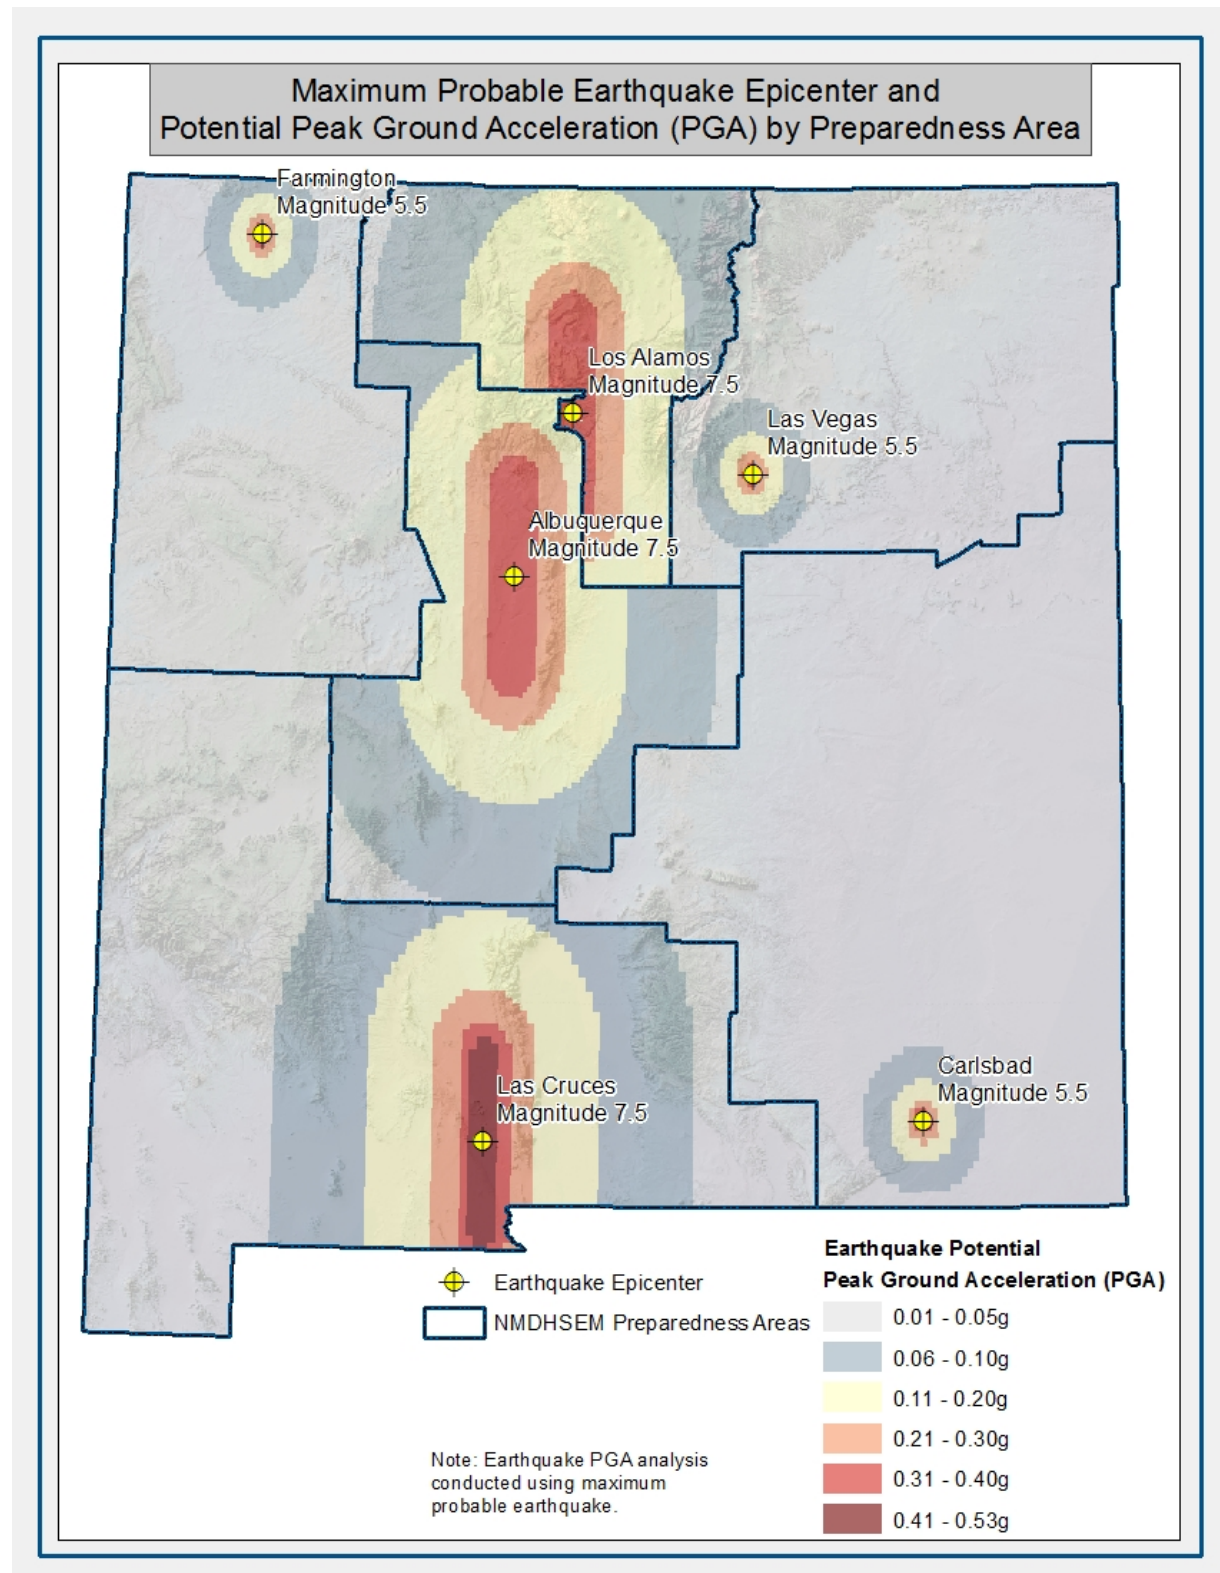 Maximum Probable Earthquake Epicenter and
Potential Peak Ground Acceleration (PGA) by Preparedness Area
Farmington
Magnitude 5.5
Los Alamos
Magnitude 7.5
Las Vegas
Magnitude 5.5
Albuquerque
Magnitude 7.5
Carlsbad
Magnitude 5.5
Las Cruces
Magnitude 7.5
Earthquake Epicenter
NMDHSEM Preparedness Areas
Earthquake Potential
Peak Ground Acceleration (PGA)
0.01 - 0.05g
0.06 - 0.10g
0.11 - 0.20g
0.21 - 0.30g
0.31 - 0.40g
0.41 - 0.53g
Note: Earthquake PGA analysis
conducted using maximum
probable earthquake.